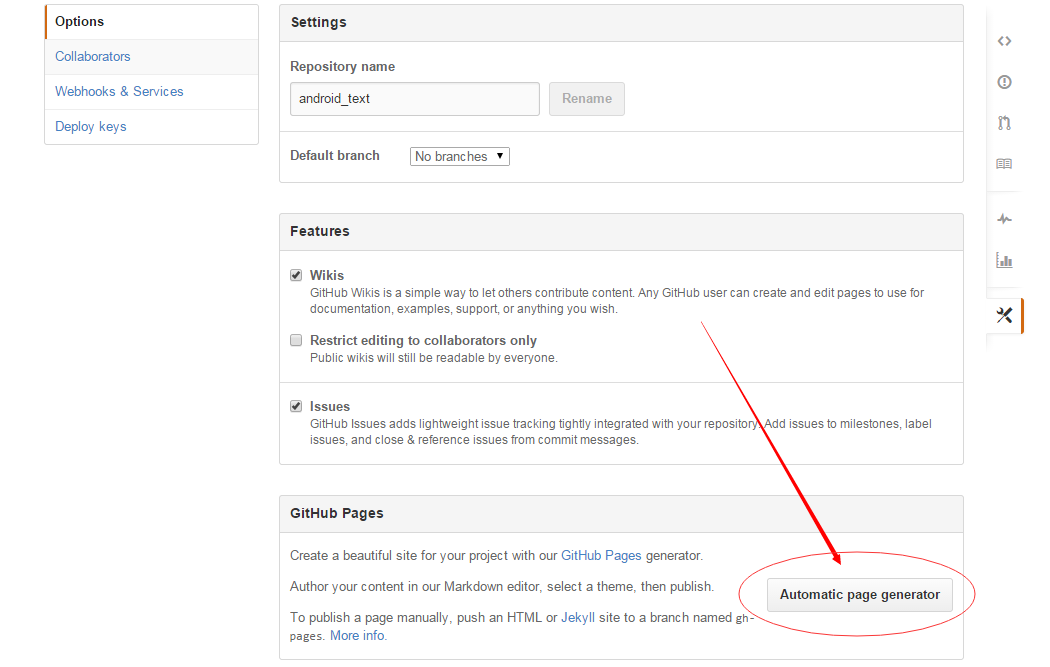 Options
Collaborators
Webhooks & Services
Deploy keys
Settings
Repository name
android_text
Rename
Default branch
No branches
Features
Wikis
GitHub Wikis is a simple way to let others contribute content. Any GitHub user can create and edit pages to use for
documentation, examples, support, or anything you wish.
Restrict editing to collaborators only
Public wikis will still be readable by everyone.
Issues
GitHub Issues adds lightweight issue tracking tightly integrated with your repository. Add issues to milestones, label
issues, and close & reference issues from commit messages.
GitHub Pages
Create a beautiful site for your project with our GitHub Pages generator.
Author your content in our Markdown editor, select a theme, then publish.
Automatic page generator
To publish a page manually, push an HTML or Jekyll site to a branch named gh-
pages. More info.